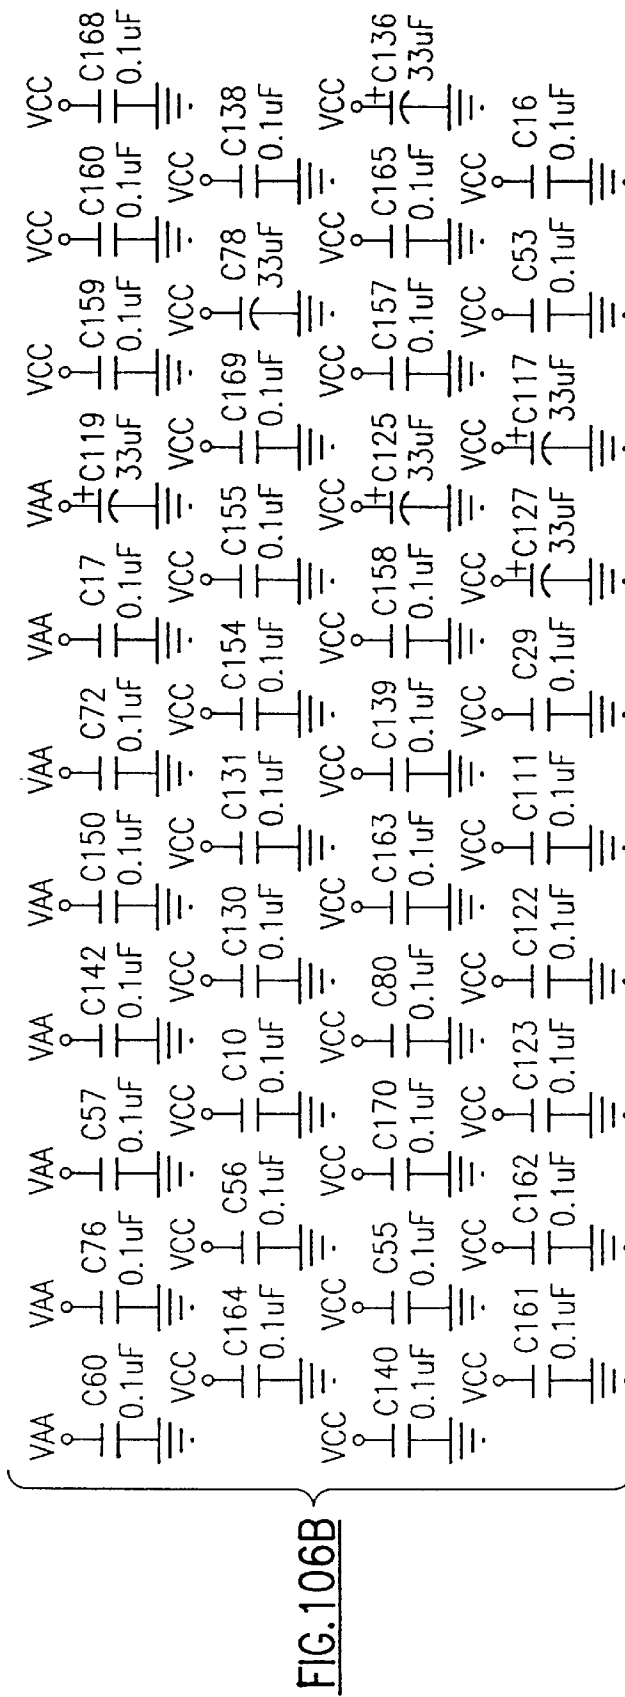 VAA VAA VAA VAA VAA VAA VAA VAA VCC VCC VCC
C60 C76 C57 C142 C150 C72 C17 +C119 C159 C160 C168
0.1uF 0.1uF 0.1uF 0.1uF 0.1uF 0.1uF 0.1uF 33uF 0.1uF 0.1uF 0.1uF
VCC VCC VCC VCC VCC VCC VCC VCC VCC VCC
C164 C56 C10 C130 C131 C154 C155 C169 C78 C138
0.1uF 0.1uF 0.1uF 0.1uF 0.1uF 0.1uF 0.1uF 0.1uF 33uF 0.1uF
VCC VCC VCC VCC VCC VCC VCC VCC VCC VCC VCC
C140 C55 C170 C80 C163 C139 C158 +C125 C157 C165 +C136
0.1uF 0.1uF 0.1uF 0.1uF 0.1uF 0.1uF 0.1uF 33uF 0.1uF 0.1uF 33uF
VCC VCC VCC VCC VCC VCC VCC VCC VCC VCC
C161 C162 C123 C122 C111 C29 +C127 +C117 C53 C16
0.1uF 0.1uF 0.1uF 0.1uF 0.1uF 0.1uF 33uF 33uF 0.1uF 0.1uF
FIG.106B